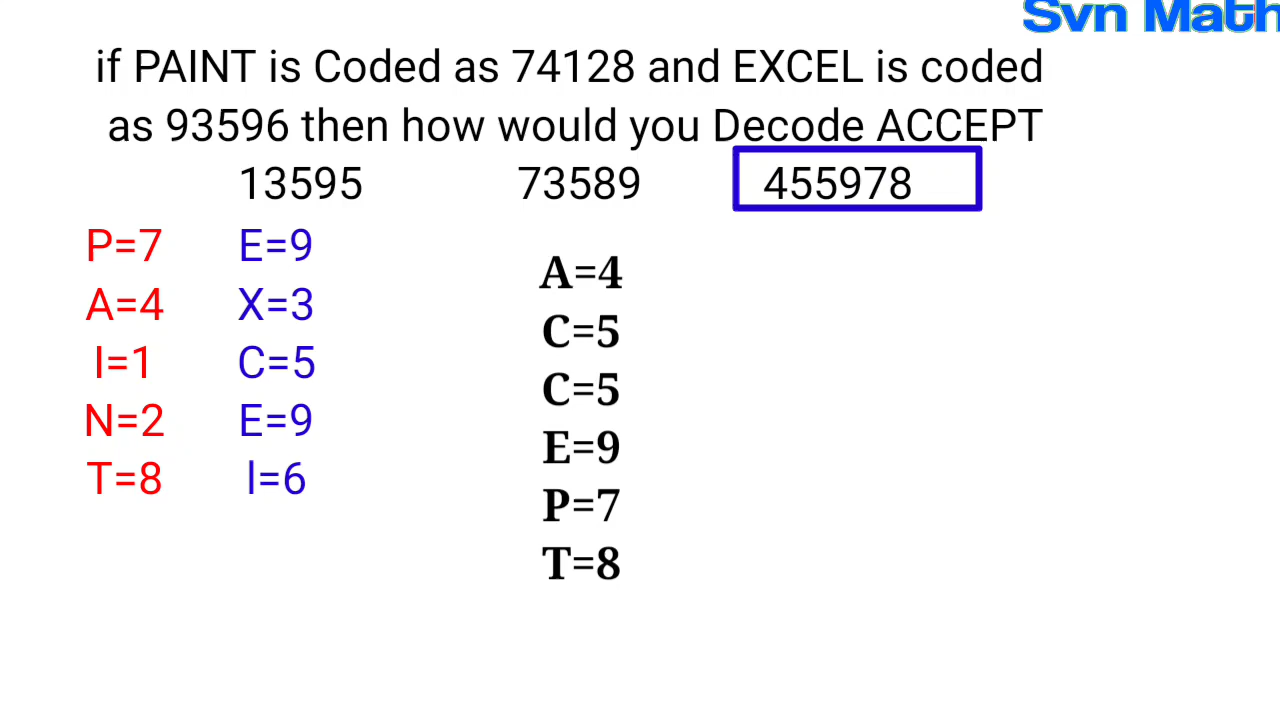 Svn Math
if PAINT is Coded as 74128 and EXCEL is coded
as 93596 then how would you Decode ACCEPT
13595 73589 455978
P=7 E=9
A=4 X=3
I=1 C=5
N=2 E=9
T=8 l=6
A=4
C=5
C=5
E=9
P=7
T=8